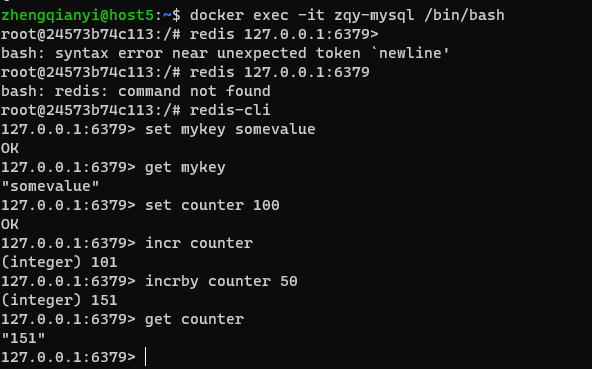 zhengqianyi@host5:~$ docker exec -it zqy-mysql /bin/bash
root@24573b74c113:/# redis 127.0.0.1:6379>
bash: syntax error near unexpected token `newline'
root@24573b74c113:/# redis 127.0.0.1:6379
bash: redis: command not found
root@24573b74c113:/# redis-cli
127.0.0.1:6379> set mykey somevalue
OK
127.0.0.1:6379> get mykey
"somevalue"
127.0.0.1:6379> set counter 100
OK
127.0.0.1:6379> incr counter
(integer) 101
127.0.0.1:6379> incrby counter 50
(integer) 151
127.0.0.1:6379> get counter
"151"
127.0.0.1:6379>